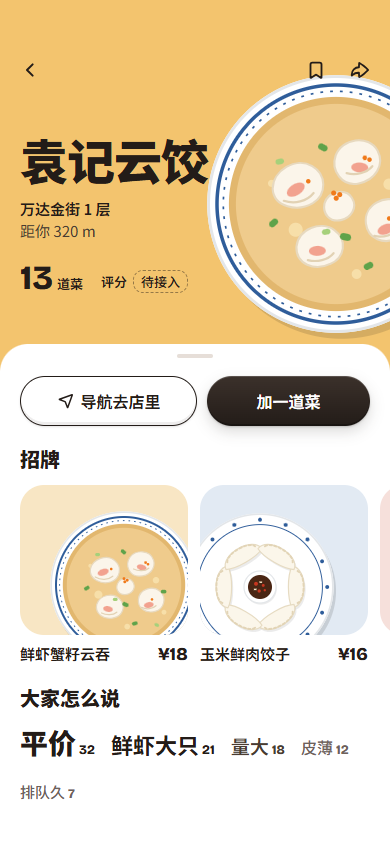 袁记云饺
万达金街 1 层
距你 320 m
13 道菜 评分 待接入
导航去店里 加一道菜
招牌
鲜虾蟹籽云吞 ¥18 玉米鲜肉饺子 ¥16
大家怎么说
平价 32 鲜虾大只 21 量大 18 皮薄 12
排队久 7